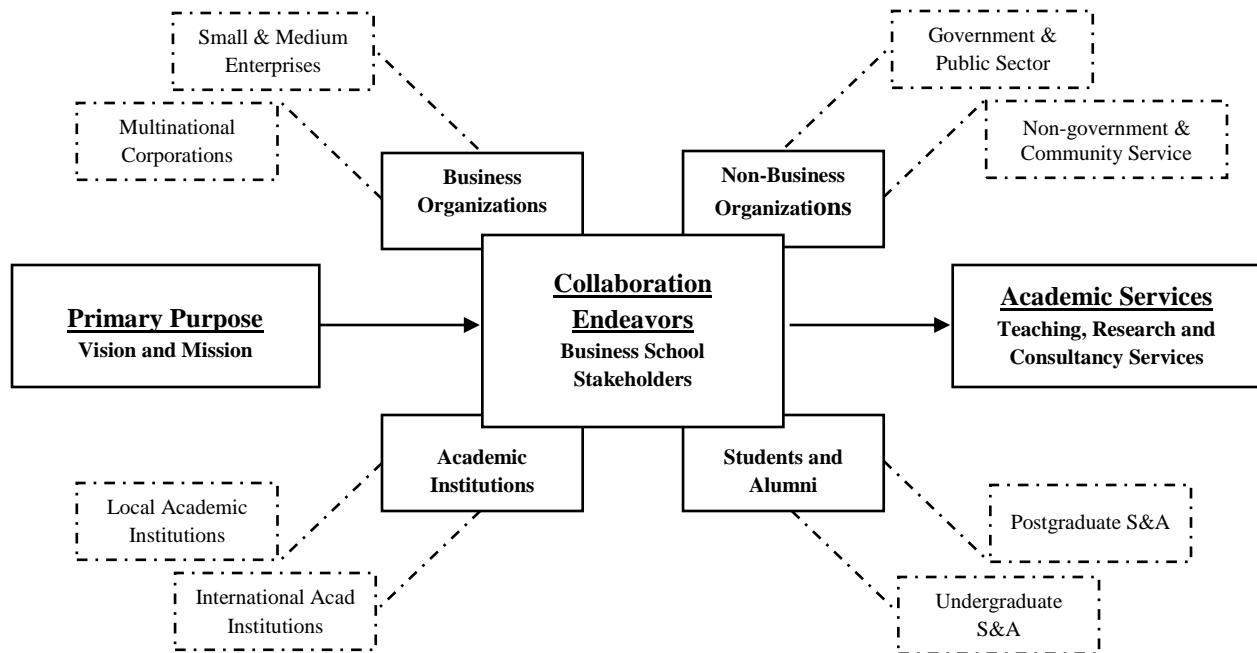 Small & Medium
Enterprises
Government &
Public Sector
Multinational
Corporations
Non-government &
Community Service
Business
Organizations
Non-Business
Organizations
Primary Purpose
Vision and Mission
Collaboration
Endeavors
Business School
Stakeholders
Academic Services
Teaching, Research and
Consultancy Services
Academic
Institutions
Students and
Alumni
Local Academic
Institutions
Postgraduate S&A
International Acad
Institutions
Undergraduate
S&A